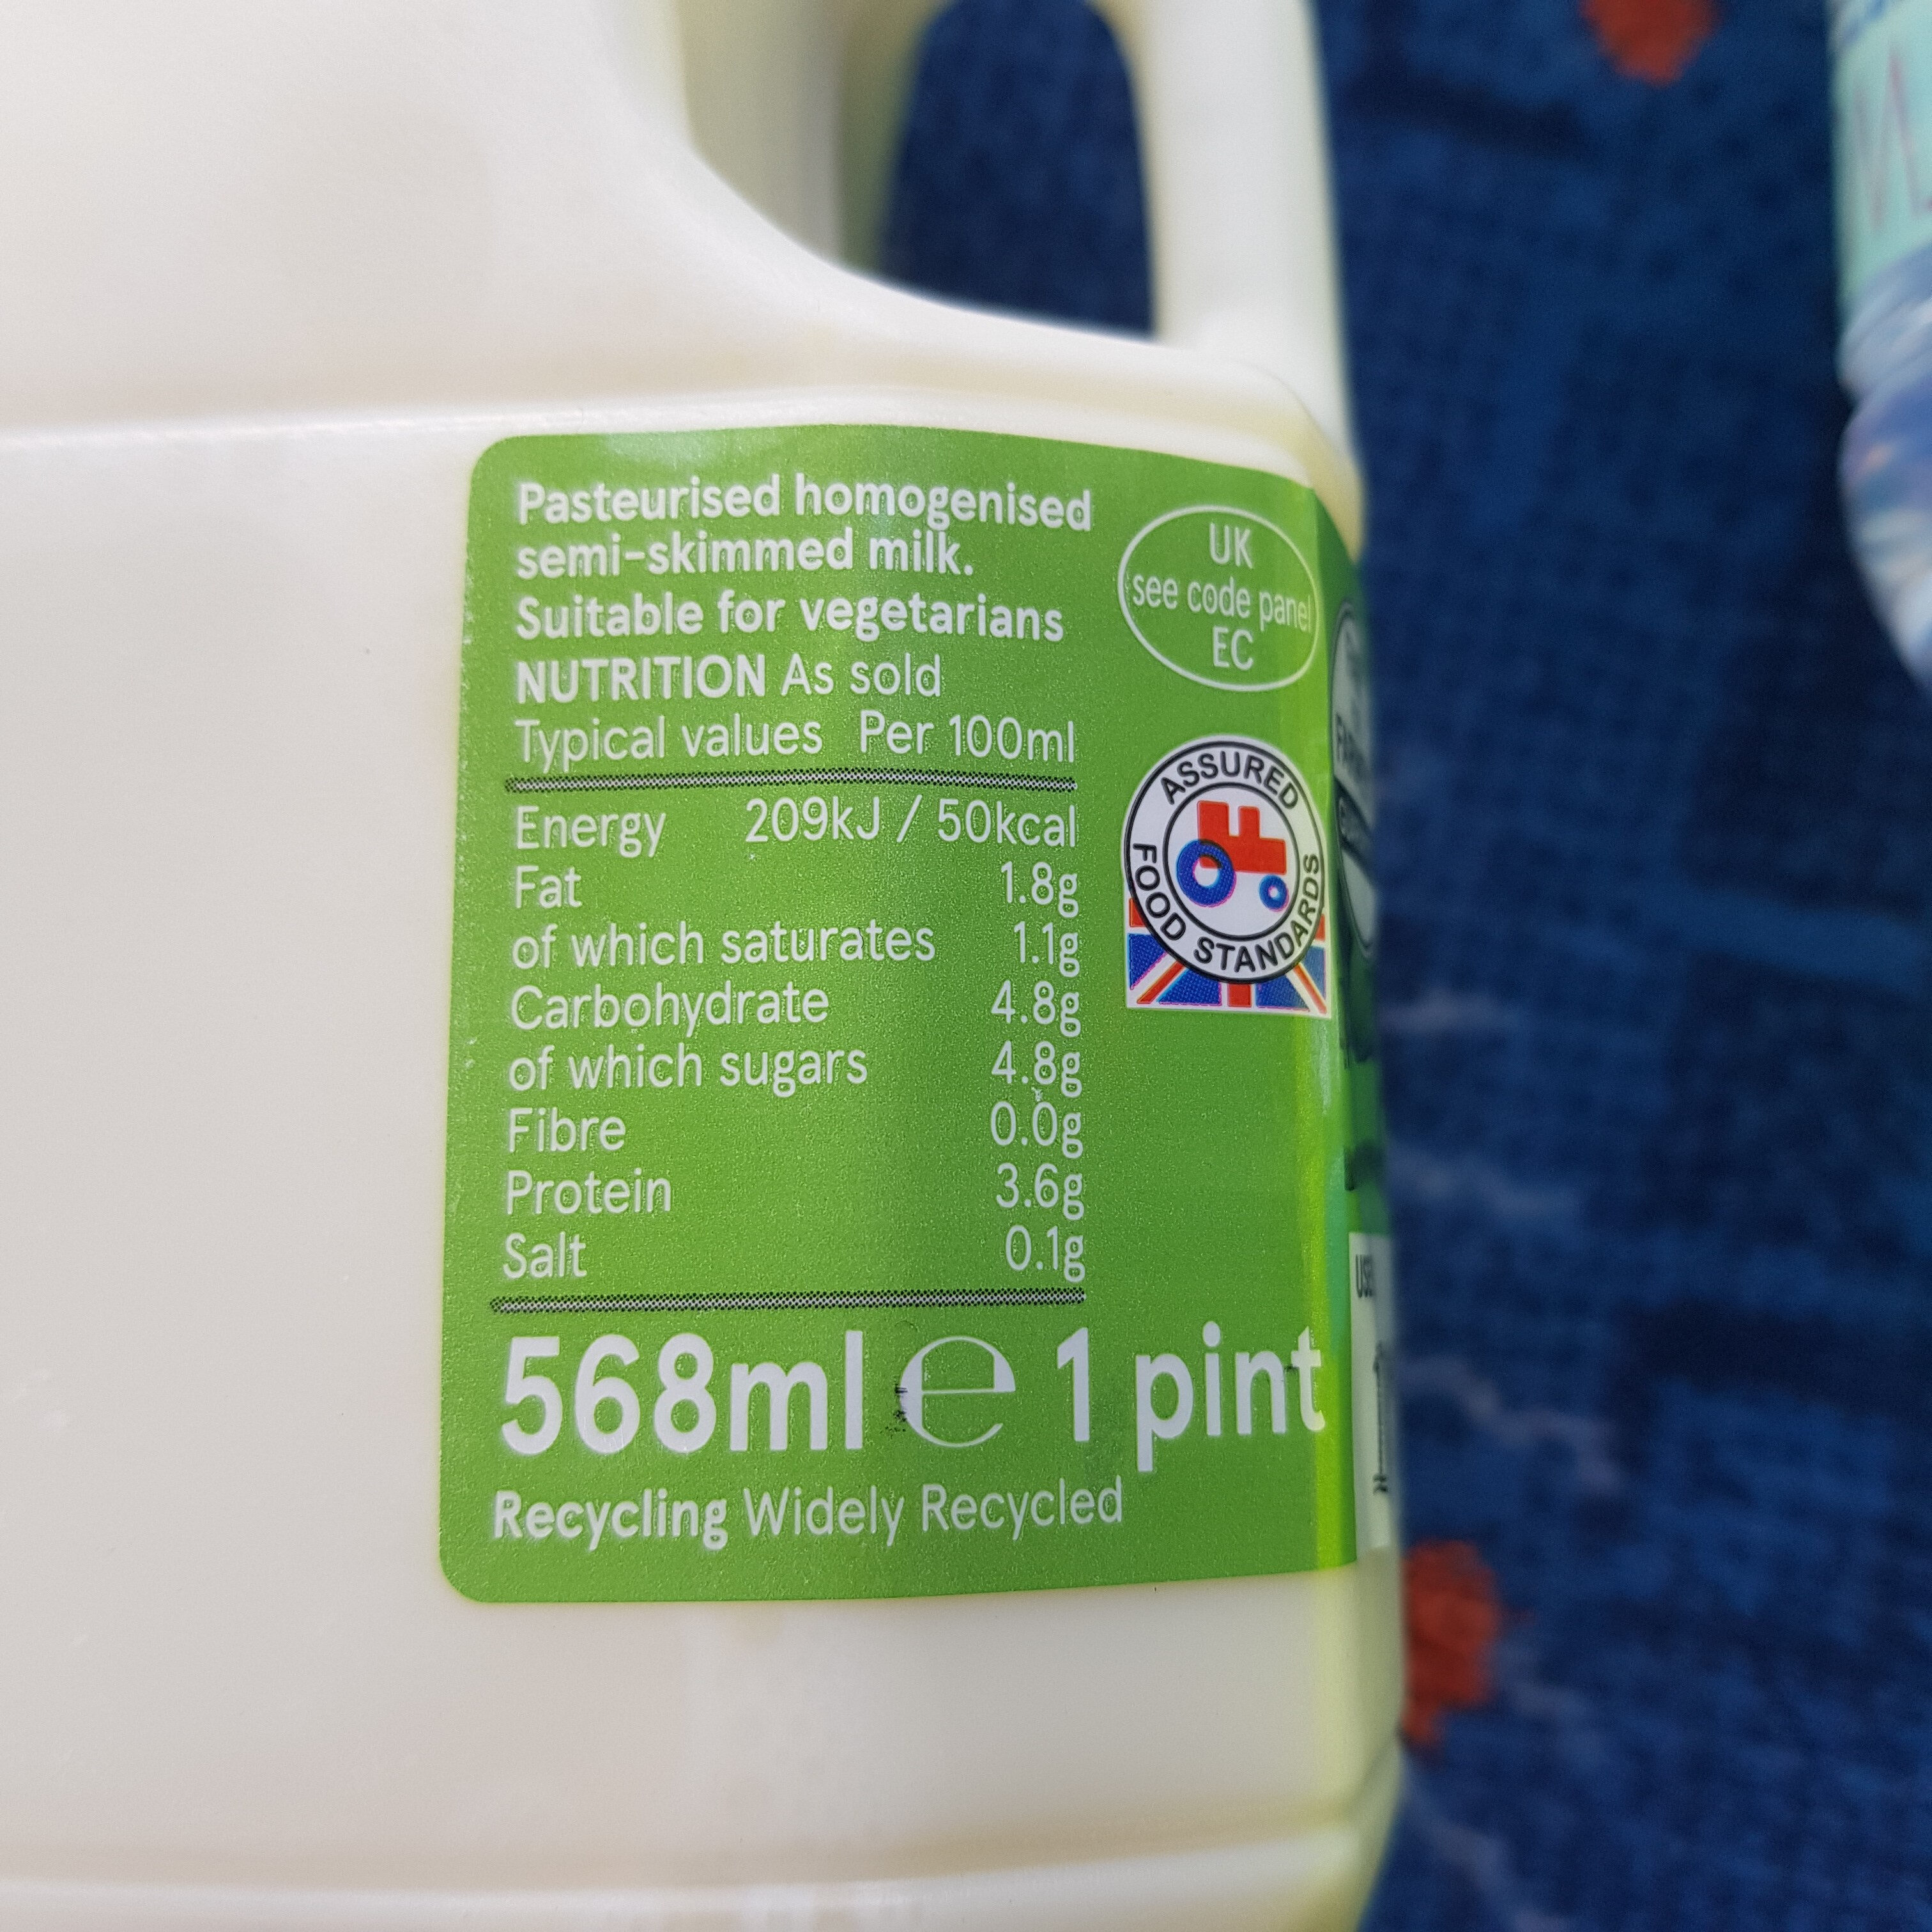 Pasteurised homogenised
semi-skimmed milk.
Suitable for vegetarians
NUTRITION As sold
Typical values Per 100ml
Energy 209kJ / 50kcal
Fat 1.8g
of which saturates 1.1g
Carbohydrate 4.8g
of which sugars 4.8g
Fibre 0.0g
Protein 3.6g
Salt 0.1g
568ml e 1 pint
Recycling Widely Recycled
UK
see code panel
EC
ASSURED
FOOD STANDARDS